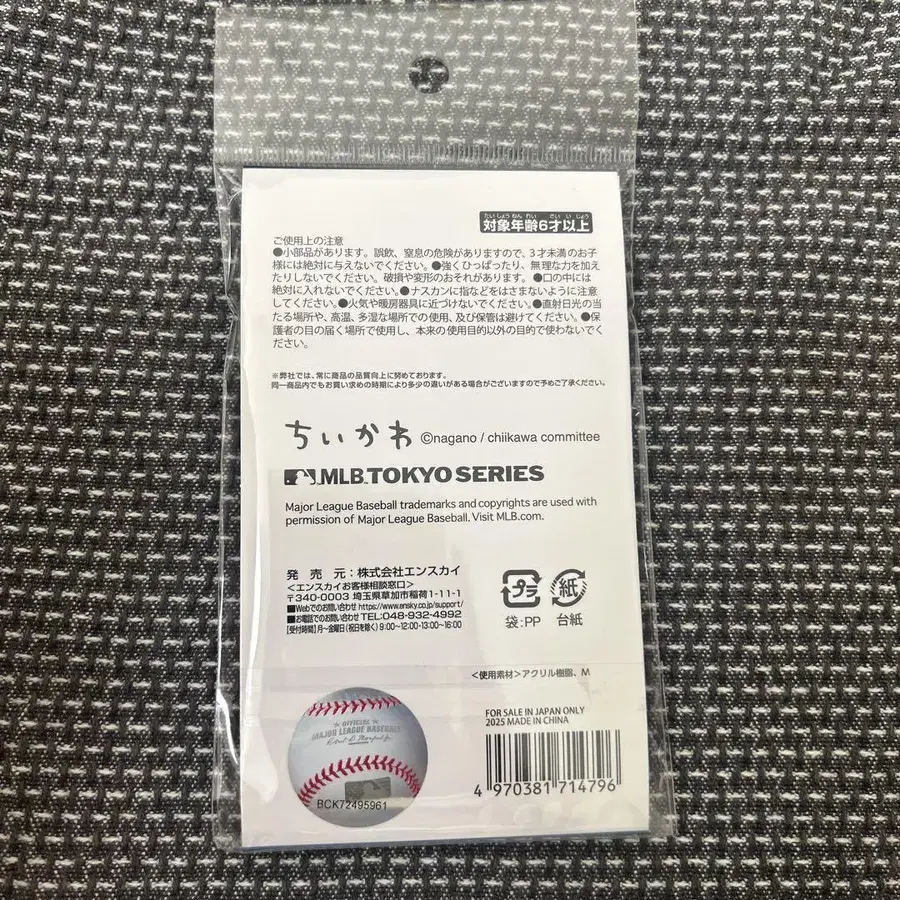 たいしょうねんれい さいいじょう
対象年齢6才以上
ご使用上の注意
●小部品があります。誤飲、窒息の危険がありますので、3才未満のお子
様には絶対に与えないでください。●強くひっぱったり、無理な力を加え
たりしないでください。破損や変形のおそれがあります。●口の中には
絶対に入れないでください。●ナスカンに指などをはさまないように注意
してください。●火気や暖房器具に近づけないでください。●直射日光の当
たる場所や、高温、多湿な場所での使用、及び保管は避けてください。●保
護者の目の届く場所で使用し、本来の使用目的以外の目的で使わないでく
ださい。
※弊社では、常に商品の品質向上に努めております。
同一商品内でもお買い求めの時期により多少の違いがある場合がございますので予めご了承ください。
ちいかわ ©nagano / chiikawa committee
MLB TOKYO SERIES
Major League Baseball trademarks and copyrights are used with
permission of Major League Baseball. Visit MLB.com.
発 売 元：株式会社エンスカイ
＜エンスカイお客様相談窓口＞
〒340-0003 埼玉県草加市稲荷1-11-1
■Webでのお問い合わせ https://www.ensky.co.jp/support/
■お電話でのお問い合わせ TEL:048-932-4992
【受付時間】月～金曜日(祝日を除く) 9:00～12:00・13:00～16:00
プラ 紙
袋:PP 台紙
＜使用素材＞アクリル樹脂、M
FOR SALE IN JAPAN ONLY
2025 MADE IN CHINA
4 970381 714796
OFFICIAL
MAJOR LEAGUE BASEBALL
BCK72495961